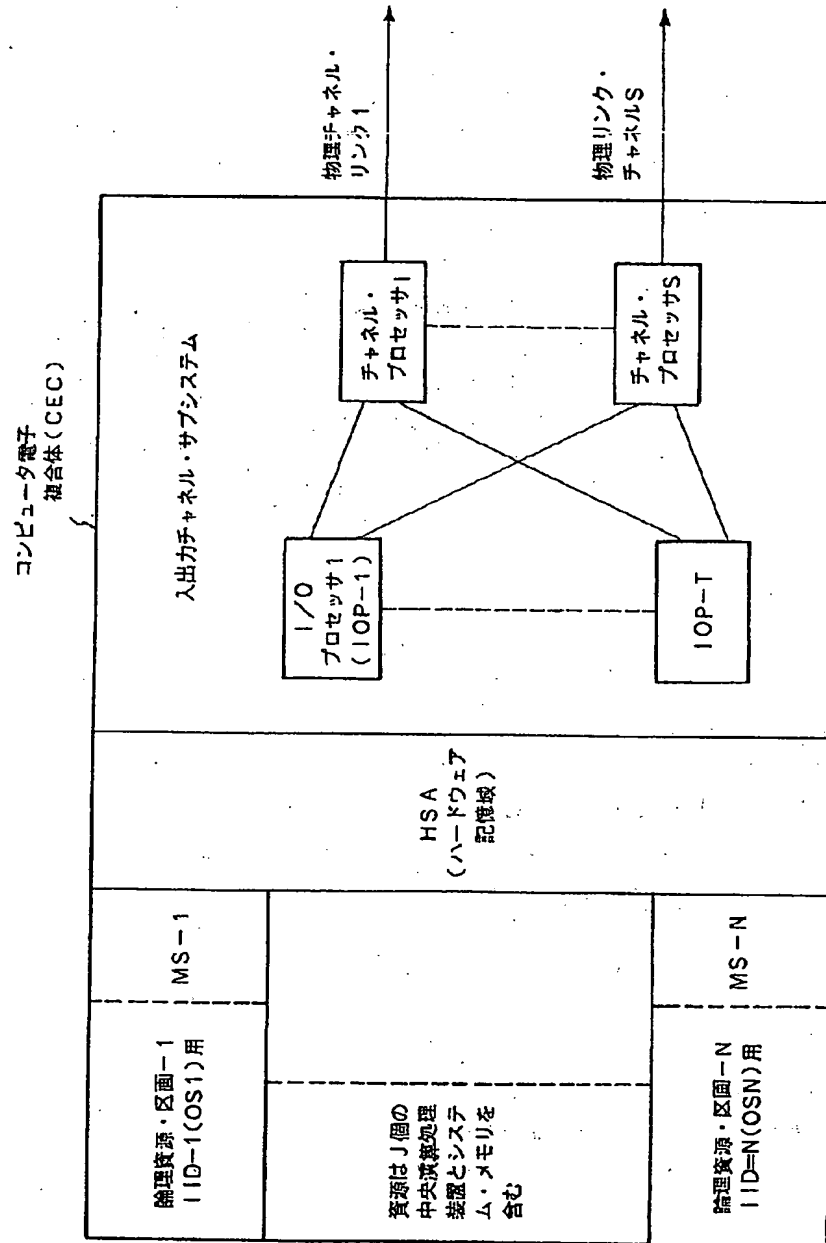 コンピュータ電子
複合体(CEC)
論理資源・区画-1
IID-1(OS1)用
MS-1
資源はJ個の
中央演算処理
装置とシステ
ム・メモリを
含む
論理資源・区画-N
IID=N(OSN)用
MS-N
HSA
(ハードウェア
記憶域)
入出力チャネル・サブシステム
I/O
プロセッサ1
(IOP-1)
IOP-T
チャネル・
プロセッサ1
チャネル・
プロセッサS
物理チャネル・
リンク1
物理リンク・
チャネルS